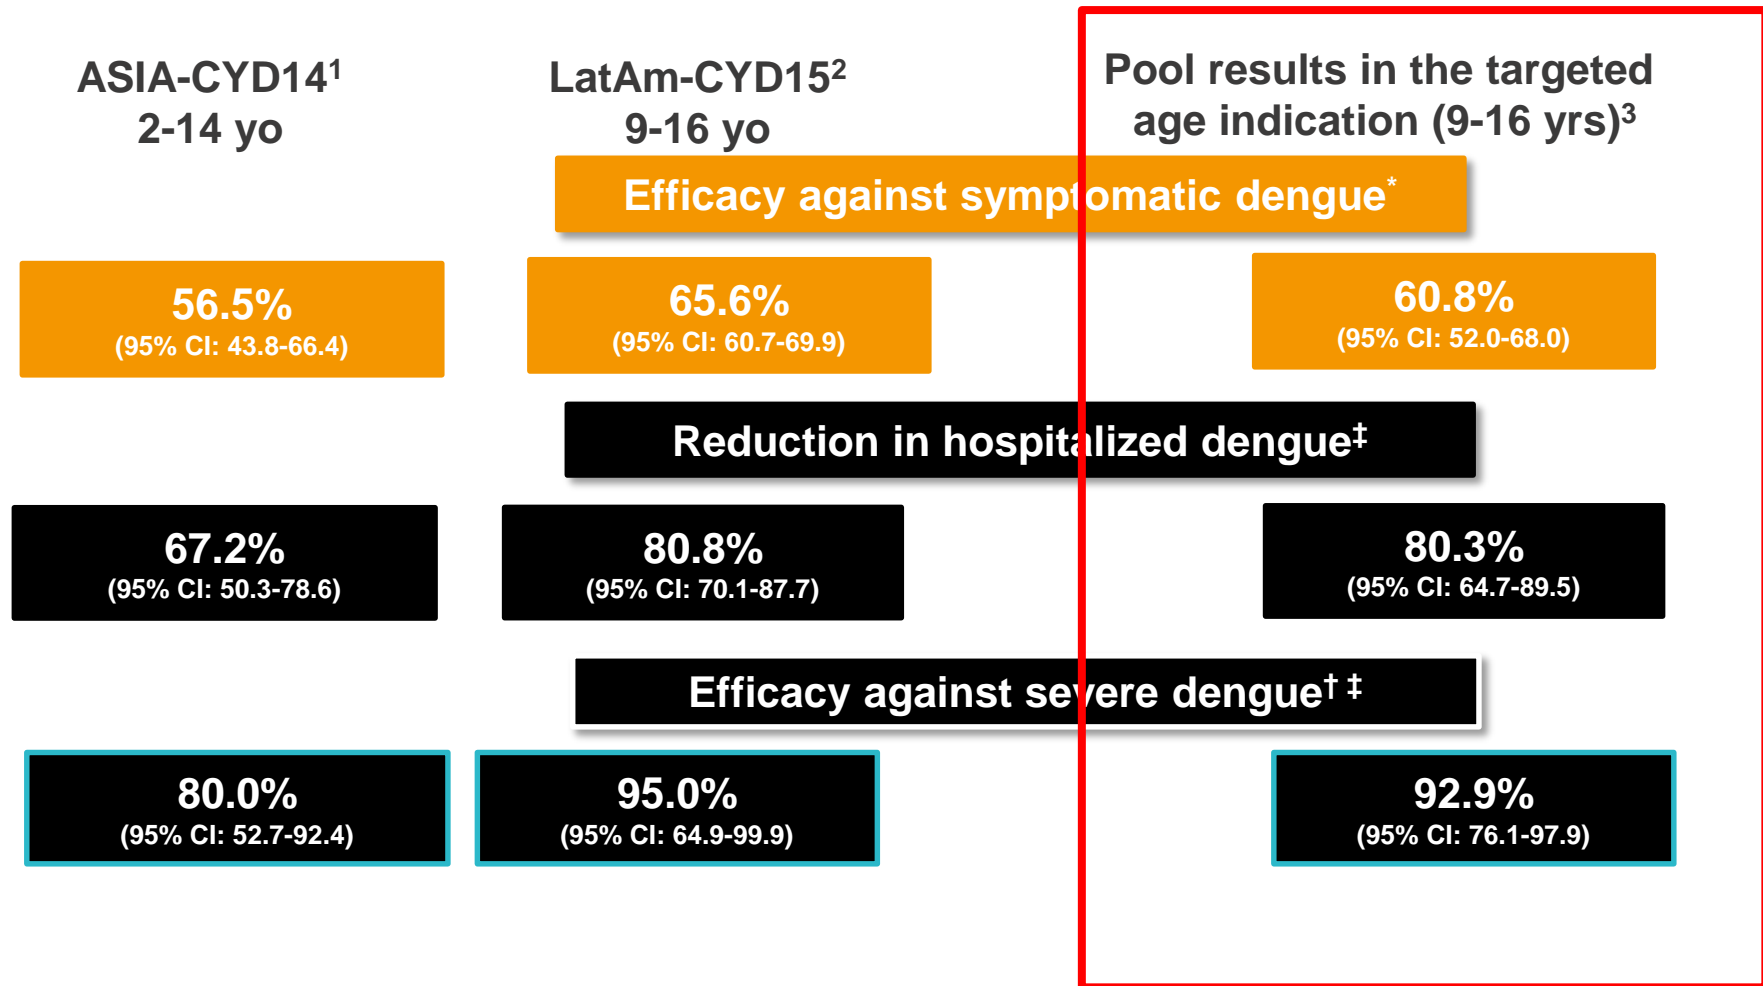 ASIA-CYD14¹
2-14 yo
LatAm-CYD15²
9-16 yo
Pool results in the targeted
age indication (9-16 yrs)³
Efficacy against symptomatic dengue*
56.5%
(95% CI: 43.8-66.4)
65.6%
(95% CI: 60.7-69.9)
60.8%
(95% CI: 52.0-68.0)
Reduction in hospitalized dengue‡
67.2%
(95% CI: 50.3-78.6)
80.8%
(95% CI: 70.1-87.7)
80.3%
(95% CI: 64.7-89.5)
Efficacy against severe dengue† ‡
80.0%
(95% CI: 52.7-92.4)
95.0%
(95% CI: 64.9-99.9)
92.9%
(95% CI: 76.1-97.9)